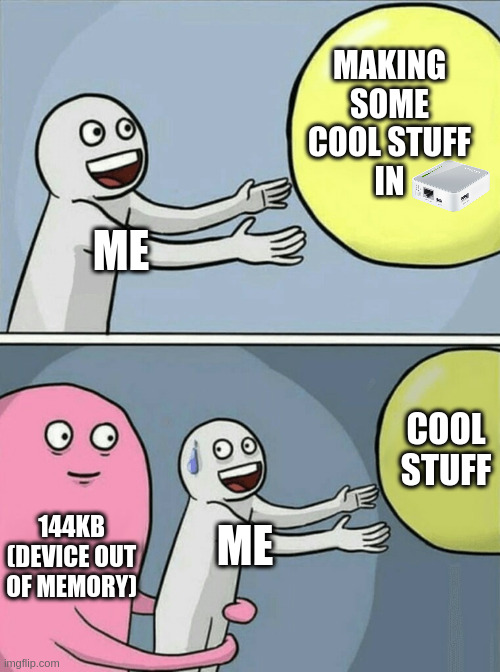 MAKING
SOME
COOL STUFF
IN
ME
COOL
STUFF
144KB
(DEVICE OUT
OF MEMORY)
ME
imgflip.com